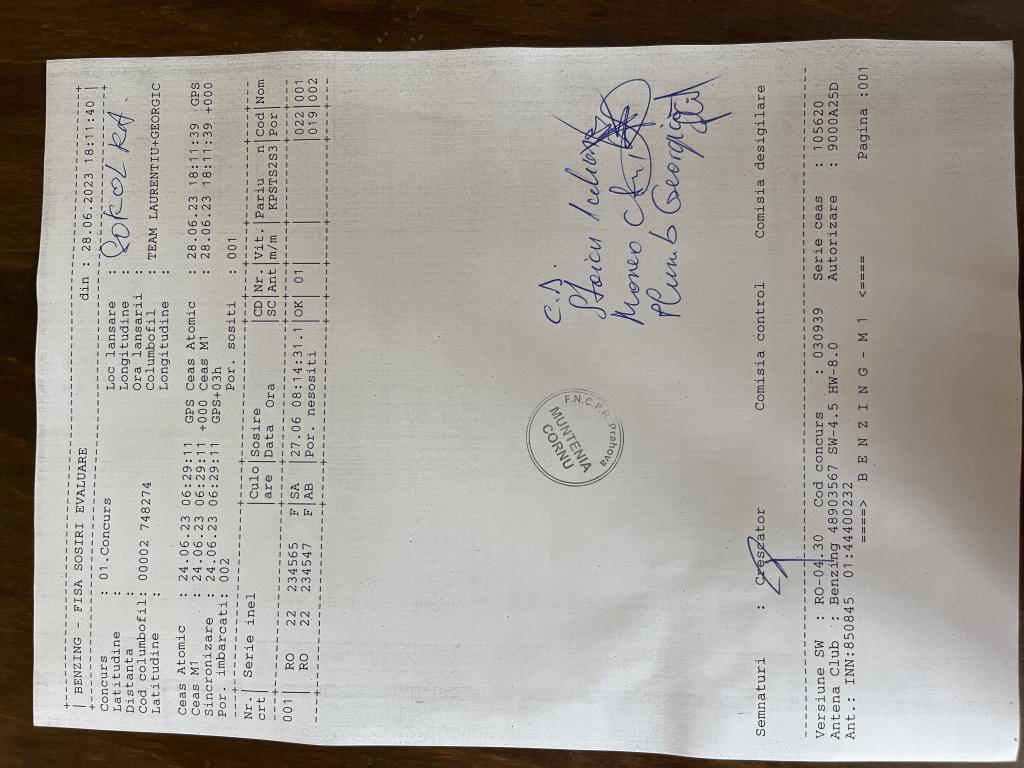 BENZING - FISA SOSIRI EVALUARE din : 28.06.2023 18:11:40
Concurs : 01.Concurs Loc lansare : SOKOLKA
Latitudine : Longitudine :
Distanta : Ora lansarii :
Cod columbofil: 00002 748274 Columbofil : TEAM LAURENTIU+GEORGIC
Latitudine : Longitudine :
Ceas Atomic : 24.06.23 06:29:11 GPS Ceas Atomic : 28.06.23 18:11:39 GPS
Ceas M1 : 24.06.23 06:29:11 +000 Ceas M1 : 28.06.23 18:11:39 +000
Sincronizare : 24.06.23 06:29:11 GPS+03h
Por. imbarcati: 002 Por. sositi : 001
Nr.| Serie inel |Culo|Sosire |CD|Nr.|Vit.|Pariu n|Cod|Nom
crt| |are |Data Ora |SC|Ant|m/m | KPSTS2S3|Por|
001| RO 22 234565 F|SA |27.06 08:14:31.1|OK| 01| | |022|001
| RO 22 234547 F|AB |Por. nesositi | | | | |019|002
C.D.
Stoicu
Plumb Georgică
F.N.C.P.R. Prahova
MUNTENIA
CORNU
Semnaturi : Crescator Comisia control Comisia desigilare
Versiune SW : RO-04.30 Cod concurs : 030939 Serie ceas : 105620
Antena Club : Benzing 48903567 SW-4.5 HW-8.0 Autorizare : 9000A25D
Ant.: INN:850845 01:44400232
====> B E N Z I N G - M 1 <==== Pagina :001